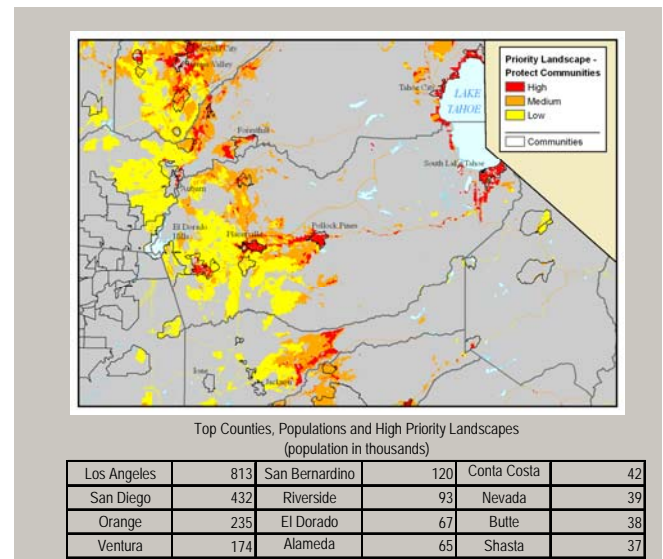 Priority Landscape -
Protect Communities
High
Medium
Low
Communities
Tahoe City
LAKE
TAHOE
Foresthill
South Lake Tahoe
Auburn
El Dorado
Hills
Placerville
Pollock Pines
Ione
Jackson
Top Counties, Populations and High Priority Landscapes
(population in thousands)
Los Angeles 813 San Bernardino 120 Conta Costa 42
San Diego 432 Riverside 93 Nevada 39
Orange 235 El Dorado 67 Butte 38
Ventura 174 Alameda 65 Shasta 37